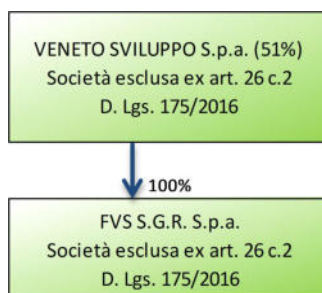 VENETO SVILUPPO S.p.a. (51%)
Società esclusa ex art. 26 c.2
D. Lgs. 175/2016
100%
FVS S.G.R. S.p.a.
Società esclusa ex art. 26 c.2
D. Lgs. 175/2016